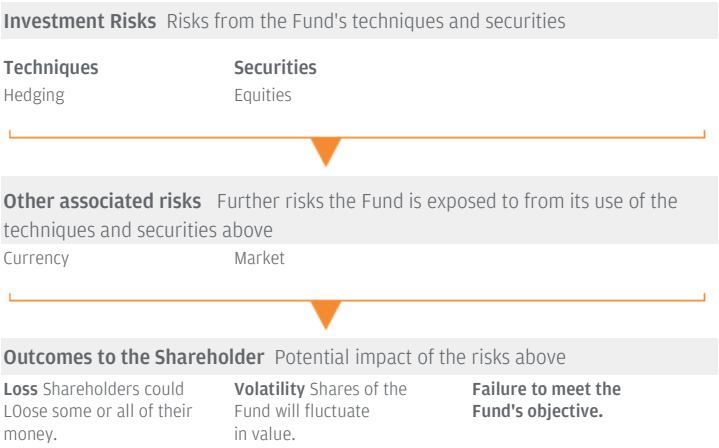 Investment Risks Risks from the Fund's techniques and securities
Techniques
Securities
Hedging
Equities
Other associated risks Further risks the Fund is exposed to from its use of the
techniques and securities above
Currency
Market
Outcomes to the Shareholder Potential impact of the risks above
Loss Shareholders could
LOose some or all of their
money.
Volatility Shares of the
Fund will fluctuate
in value.
Failure to meet the
Fund's objective.